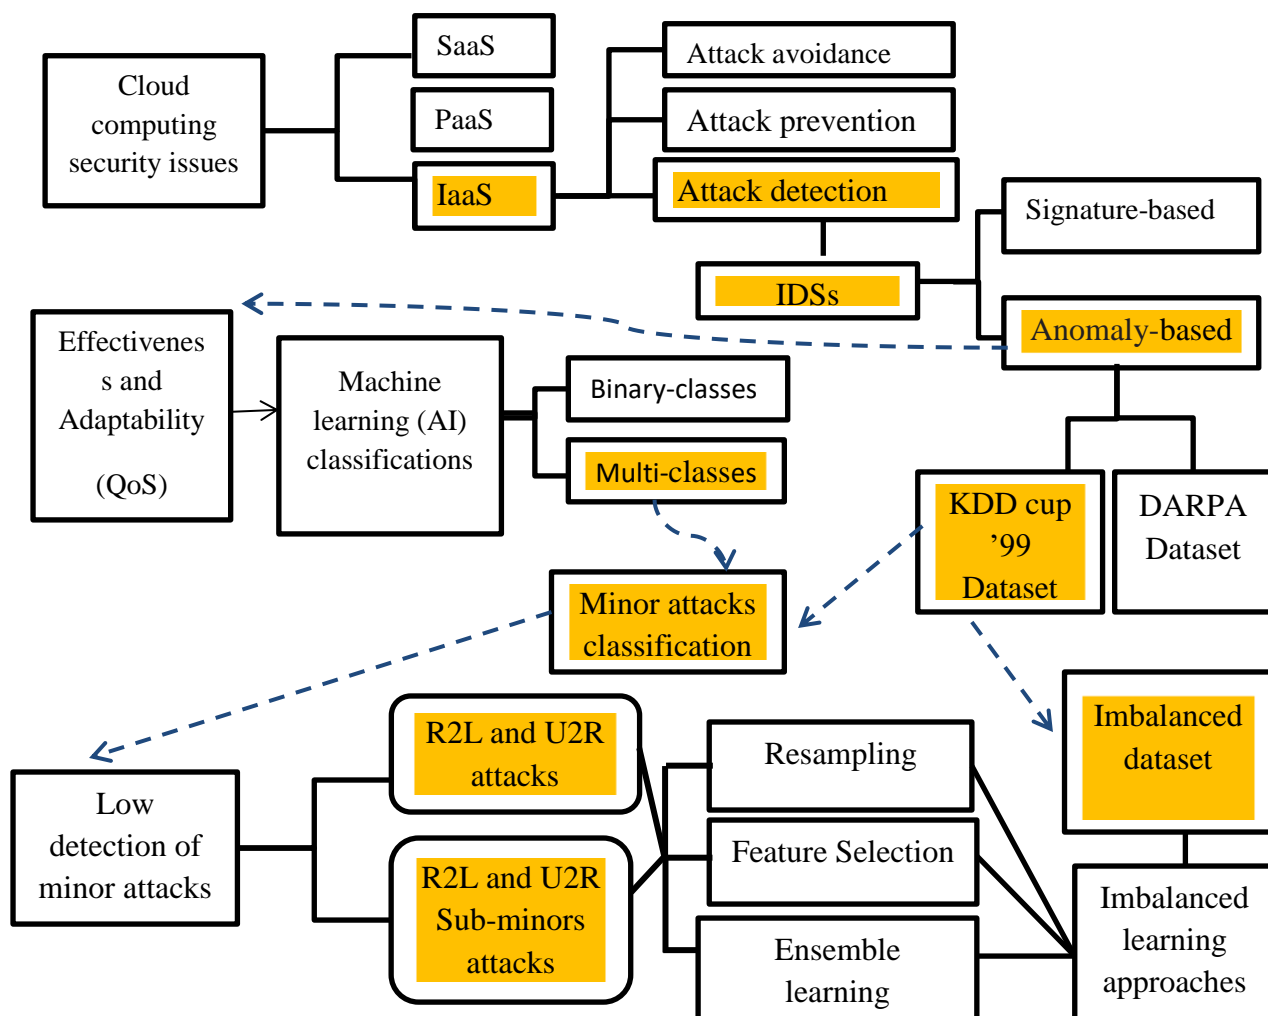 Cloud
computing
security issues
SaaS
PaaS
IaaS
Attack avoidance
Attack prevention
Attack detection
Signature-based
IDSs
Anomaly-based
Effectivenes
s and
Adaptability
(QoS)
Machine
learning (AI)
classifications
Binary-classes
Multi-classes
KDD cup
’99
Dataset
DARPA
Dataset
Minor attacks
classification
Low
detection of
minor attacks
R2L and U2R
attacks
R2L and U2R
Sub-minors
attacks
Resampling
Feature Selection
Ensemble
learning
Imbalanced
dataset
Imbalanced
learning
approaches